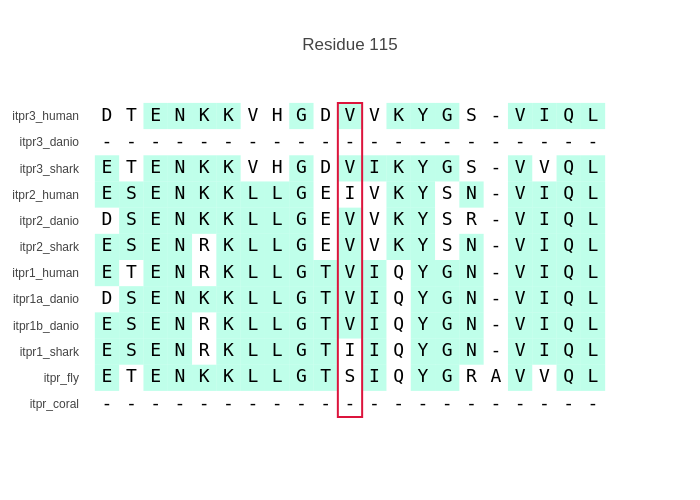 Residue 115
itpr3_human D T E N K K V H G D V V K Y G S - V I Q L
itpr3_danio - - - - - - - - - - - - - - - - - - - - -
itpr3_shark E T E N K K V H G D V I K Y G S - V V Q L
itpr2_human E S E N K K L L G E I V K Y S N - V I Q L
itpr2_danio D S E N K K L L G E V V K Y S R - V I Q L
itpr2_shark E S E N R K L L G E V V K Y S N - V I Q L
itpr1_human E T E N R K L L G T V I Q Y G N - V I Q L
itpr1a_danio D S E N K K L L G T V I Q Y G N - V I Q L
itpr1b_danio E S E N R K L L G T V I Q Y G N - V I Q L
itpr1_shark E S E N R K L L G T I I Q Y G N - V I Q L
itpr_fly E T E N K K L L G T S I Q Y G R A V V Q L
itpr_coral - - - - - - - - - - - - - - - - - - - - -